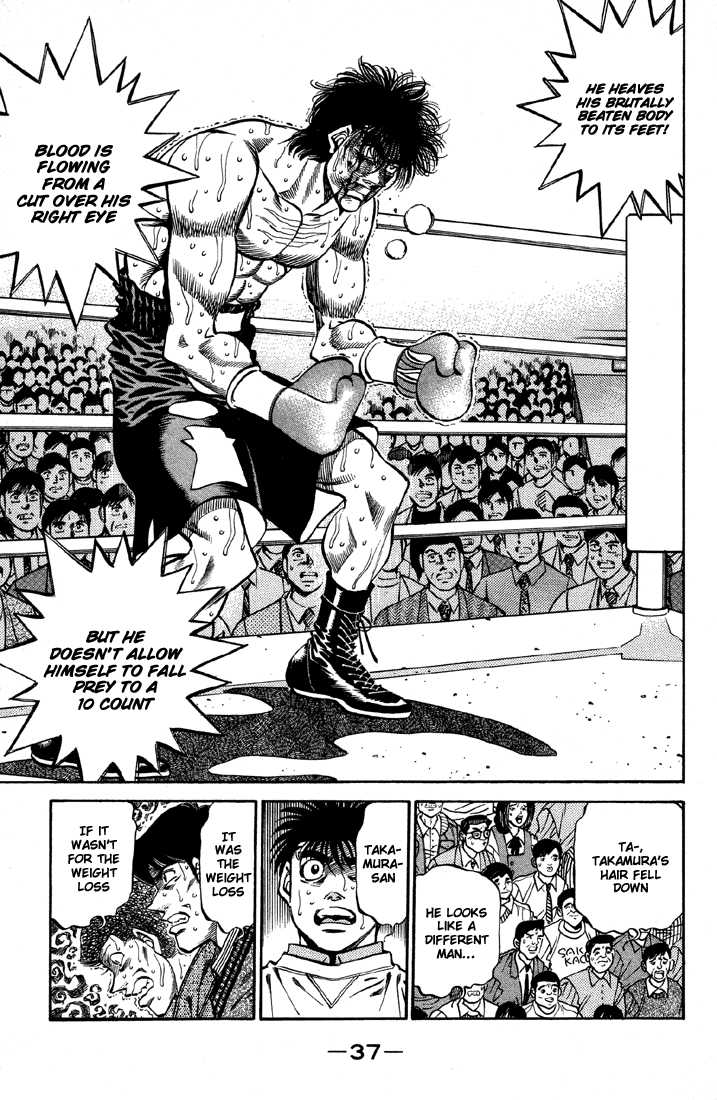 HE HEAVES
HIS BRUTALLY
BEATEN BODY
TO ITS FEET!
BLOOD IS
FLOWING
FROM A
CUT OVER HIS
RIGHT EYE
BUT HE
DOESN'T ALLOW
HIMSELF TO FALL
PREY TO A
10 COUNT
TA-,
TAKAMURA'S
HAIR FELL
DOWN
HE LOOKS
LIKE A
DIFFERENT
MAN...
TAKA-
MURA-
SAN
IT
WAS THE
WEIGHT
LOSS
IF IT
WASN'T
FOR THE
WEIGHT
LOSS
—37—